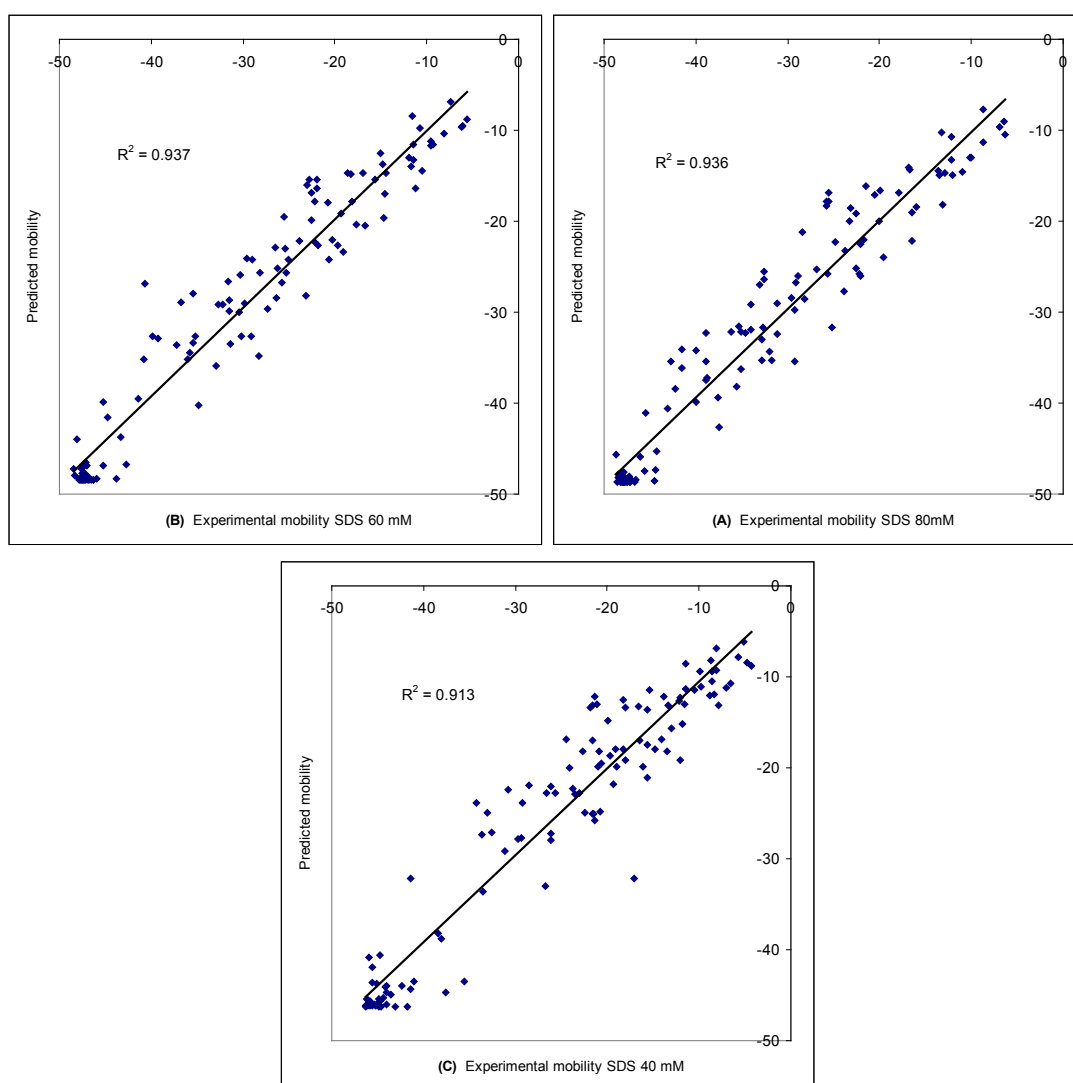 -50 -40 -30 -20 -10 0
0
-10
-20
-30
-40
-50
R² = 0.937
Predicted mobility
(B) Experimental mobility SDS 60 mM
-50 -40 -30 -20 -10 0
0
-10
-20
-30
-40
-50
R² = 0.936
Predicted mobility
(A) Experimental mobility SDS 80mM
-50 -40 -30 -20 -10 0
0
-10
-20
-30
-40
-50
R² = 0.913
Predicted mobility
(C) Experimental mobility SDS 40 mM